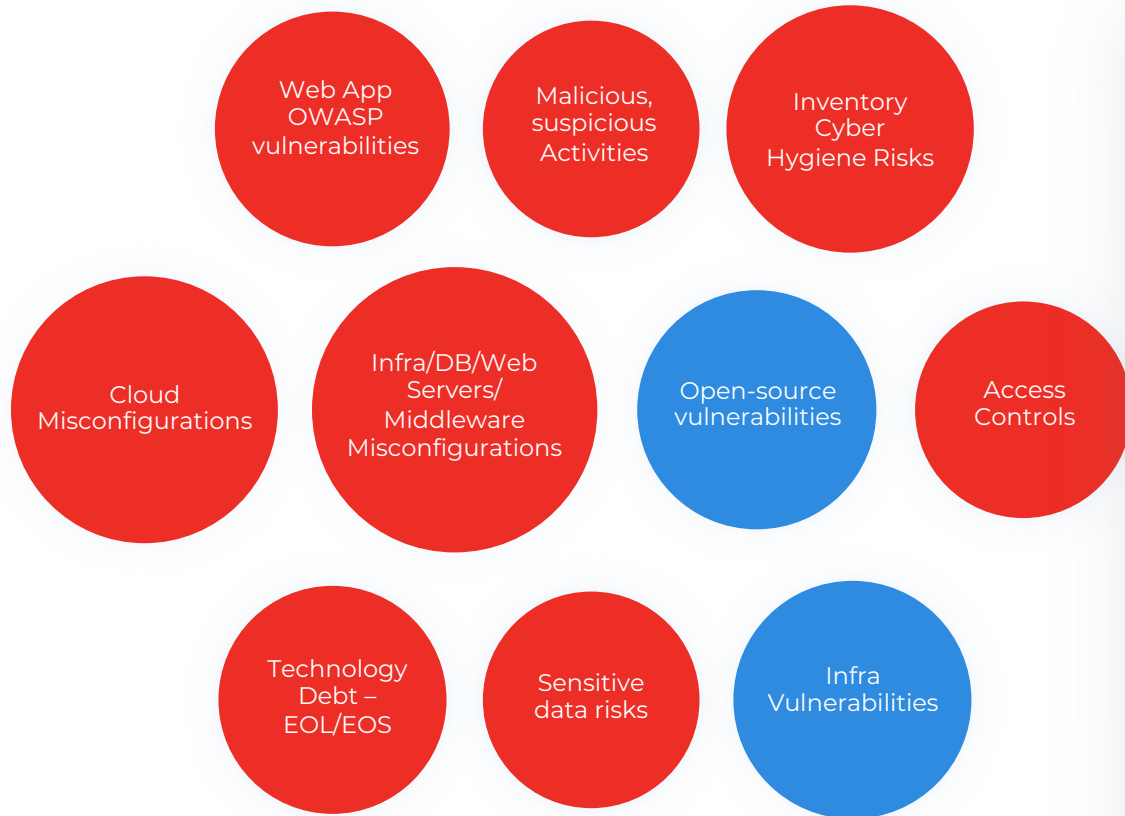 Web App
OWASP
vulnerabilities
Malicious,
suspicious
Activities
Inventory
Cyber
Hygiene Risks
Cloud
Misconfigurations
Infra/DB/Web
Servers/
Middleware
Misconfigurations
Open-source
vulnerabilities
Access
Controls
Technology
Debt –
EOL/EOS
Sensitive
data risks
Infra
Vulnerabilities